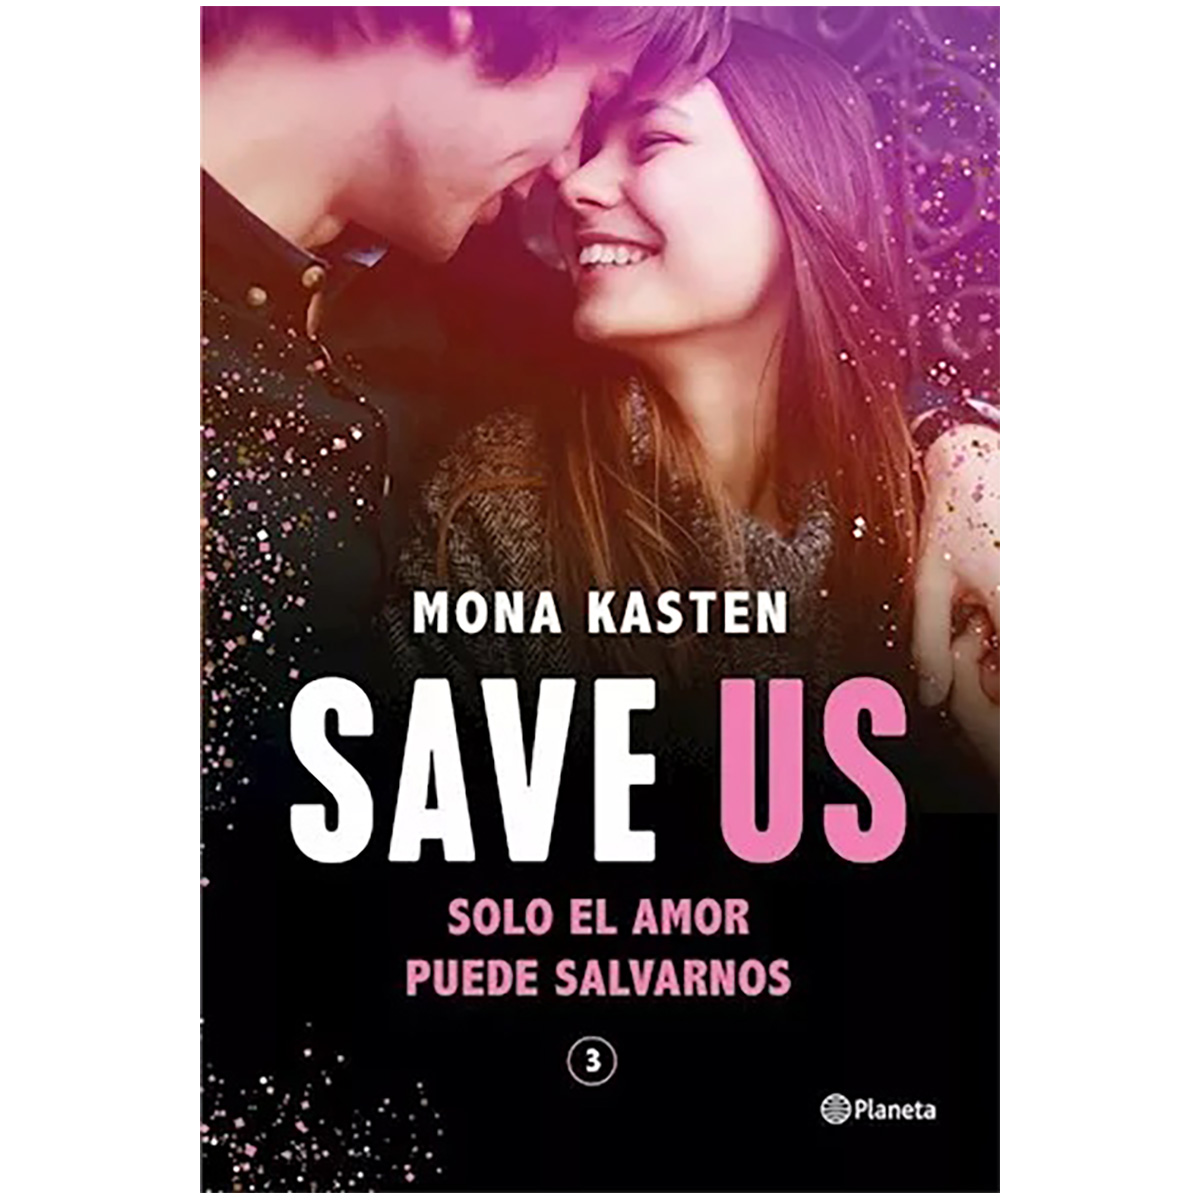 MONA KASTEN
SAVE US
SOLO EL AMOR
PUEDE SALVARNOS
3
Planeta